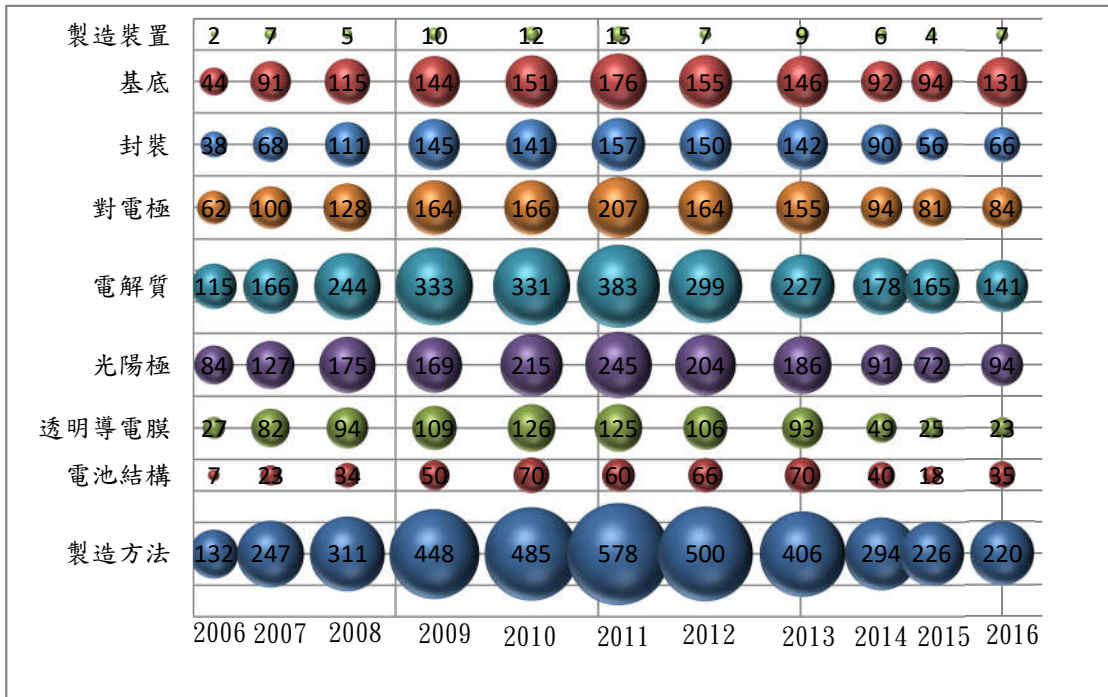 製造裝置 2 7 5 10 12 15 7 9 6 4 7
基底 44 91 115 144 151 176 155 146 92 94 131
封裝 38 68 111 145 141 157 150 142 90 56 66
對電極 62 100 128 164 166 207 164 155 94 81 84
電解質 115 166 244 333 331 383 299 227 178 165 141
光陽極 84 127 175 169 215 245 204 186 91 72 94
透明導電膜 27 82 94 109 126 125 106 93 49 25 23
電池結構 7 23 34 50 70 60 66 70 40 18 35
製造方法 132 247 311 448 485 578 500 406 294 226 220
2006 2007 2008 2009 2010 2011 2012 2013 2014 2015 2016